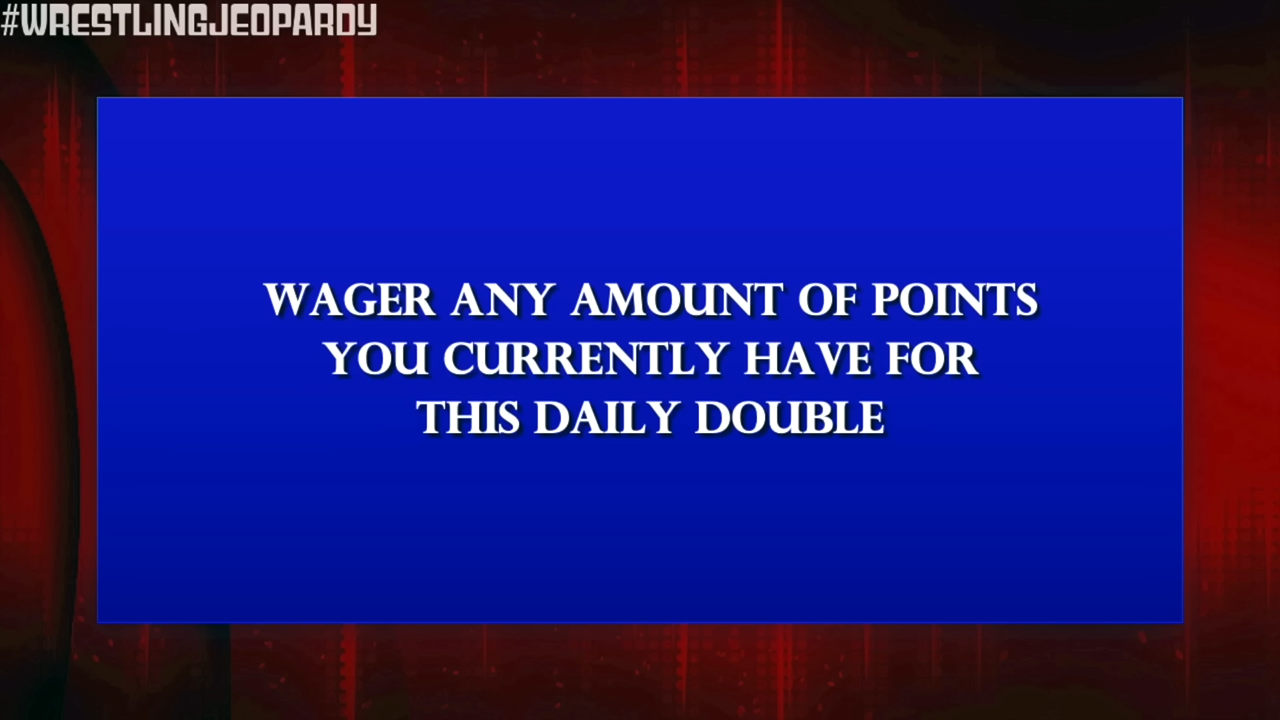 #WRESTLINGJEOPARDY
WAGER ANY AMOUNT OF POINTS
YOU CURRENTLY HAVE FOR
THIS DAILY DOUBLE